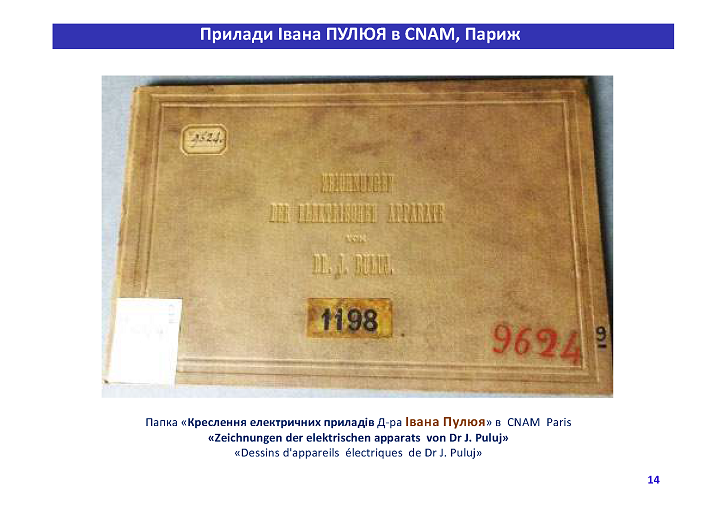 Прилади Івана ПУЛЮЯ в CNAM, Париж
9624.
ZEICHNUNGEN
DER ELEKTRISCHEN APPARATE
VON
DR. J. PULUJ.
1198
9624
9
Папка «Креслення електричних приладів Д-ра Івана Пулюя» в CNAM Paris
«Zeichnungen der elektrischen apparats von Dr J. Puluj»
«Dessins d'appareils électriques de Dr J. Puluj»
14